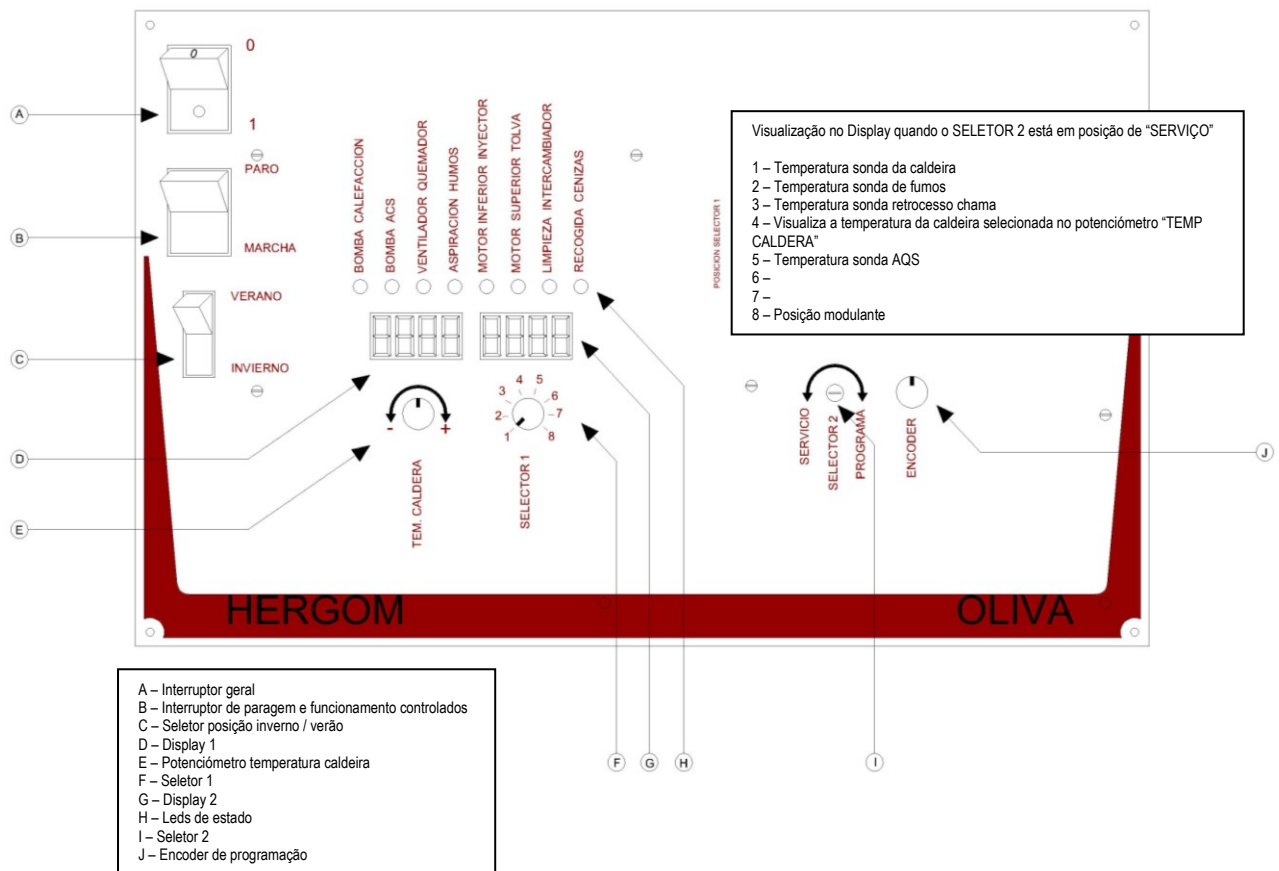 0
0
1
A
PARO
MARCHA
B
VERANO
INVIERNO
C
BOMBA CALEFACCION
BOMBA ACS
VENTILADOR QUEMADOR
ASPIRACION HUMOS
MOTOR INFERIOR INYECTOR
MOTOR SUPERIOR TOLVA
LIMPIEZA INTERCAMBIADOR
RECOGIDA CENIZAS
POSICION SELECTOR 1
Visualização no Display quando o SELETOR 2 está em posição de “SERVIÇO”
1 – Temperatura sonda da caldeira
2 – Temperatura sonda de fumos
3 – Temperatura sonda retrocesso chama
4 – Visualiza a temperatura da caldeira selecionada no potenciómetro “TEMP
CALDERA”
5 – Temperatura sonda AQS
6 –
7 –
8 – Posição modulante
D
E
- +
TEM. CALDERA
1 2 3 4 5 6 7 8
SELECTOR 1
SERVICIO
SELECTOR 2
PROGRAMA
ENCODER
J
HERGOM
OLIVA
A – Interruptor geral
B – Interruptor de paragem e funcionamento controlados
C – Seletor posição inverno / verão
D – Display 1
E – Potenciómetro temperatura caldeira
F – Seletor 1
G – Display 2
H – Leds de estado
I – Seletor 2
J – Encoder de programação
F
G
H
I